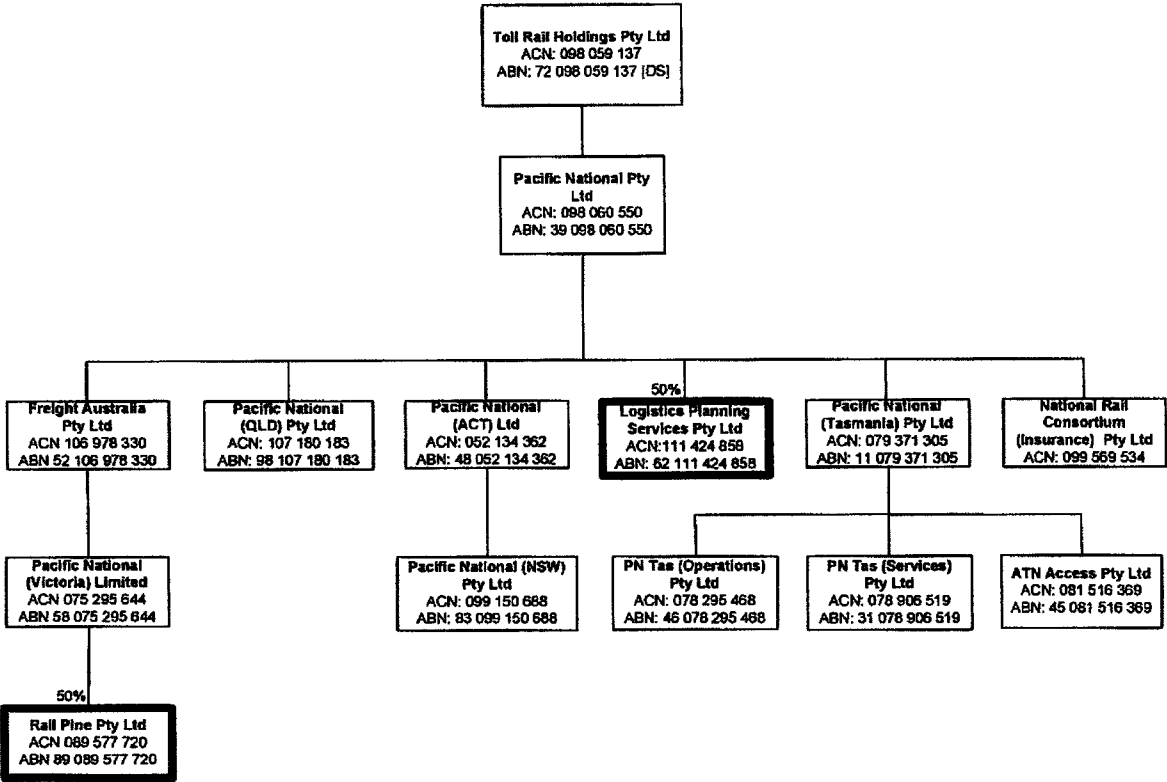 Toll Rail Holdings Pty Ltd
ACN: 098 059 137
ABN: 72 098 059 137 [DS]
Pacific National Pty
Ltd
ACN: 098 060 550
ABN: 39 098 060 550
Freight Australia
Pty Ltd
ACN 106 978 330
ABN 52 106 978 330
Pacific National
(QLD) Pty Ltd
ACN: 107 180 183
ABN: 98 107 180 183
Pacific National
(ACT) Ltd
ACN: 052 134 362
ABN: 48 052 134 362
50%
Logistics Planning
Services Pty Ltd
ACN:111 424 858
ABN: 62 111 424 858
Pacific National
(Tasmania) Pty Ltd
ACN: 079 371 305
ABN: 11 079 371 305
National Rail
Consortium
(Insurance) Pty Ltd
ACN: 099 569 534
Pacific National
(Victoria) Limited
ACN 075 295 644
ABN 58 075 295 644
Pacific National (NSW)
Pty Ltd
ACN: 099 150 688
ABN: 83 099 150 688
PN Tas (Operations)
Pty Ltd
ACN: 078 295 468
ABN: 46 078 295 468
PN Tas (Services)
Pty Ltd
ACN: 078 906 519
ABN: 31 078 906 519
ATN Access Pty Ltd
ACN: 081 516 369
ABN: 45 081 516 369
50%
Rail Pine Pty Ltd
ACN 089 577 720
ABN 89 089 577 720